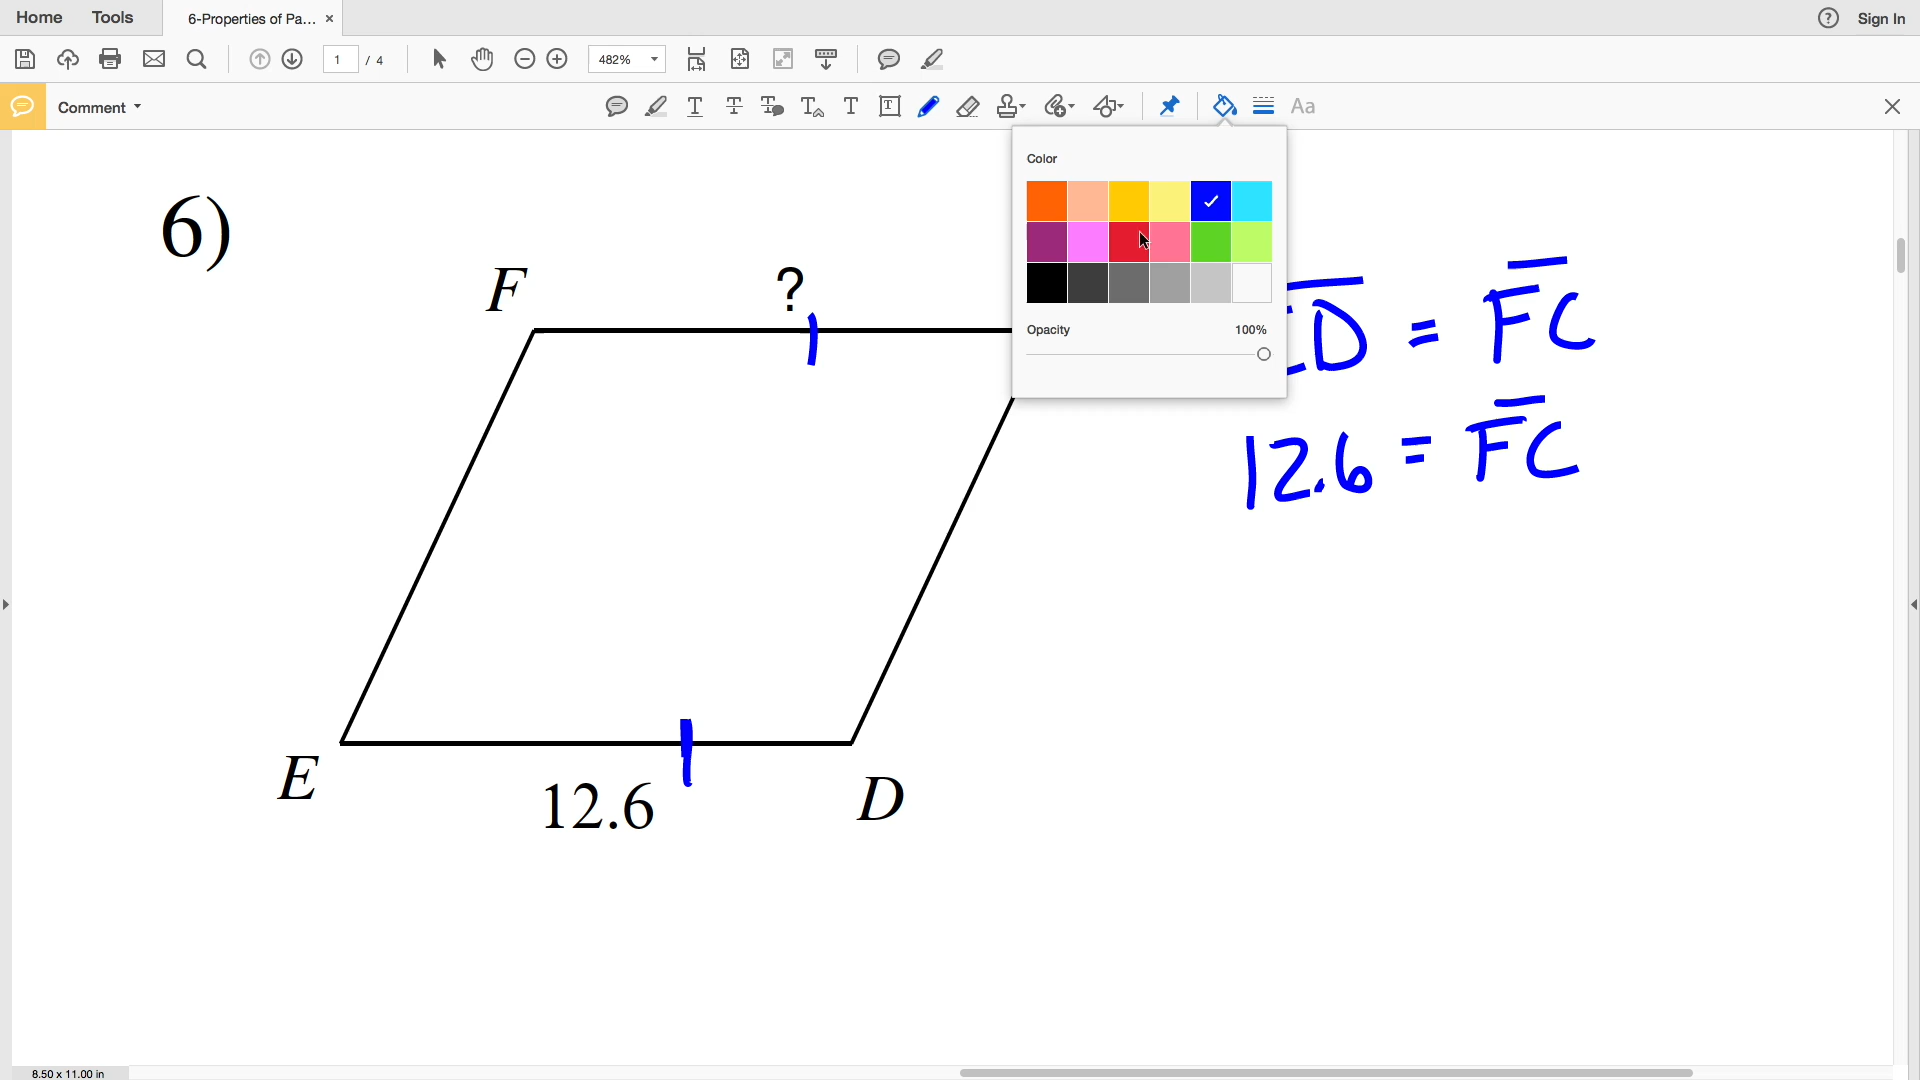 Home Tools 6-Properties of Pa... × Sign In
1 / 4 482%
Comment Aa
Color
Opacity 100%
6)
F ?
D = FC
12.6 = FC
E 12.6 D
8.50 x 11.00 in